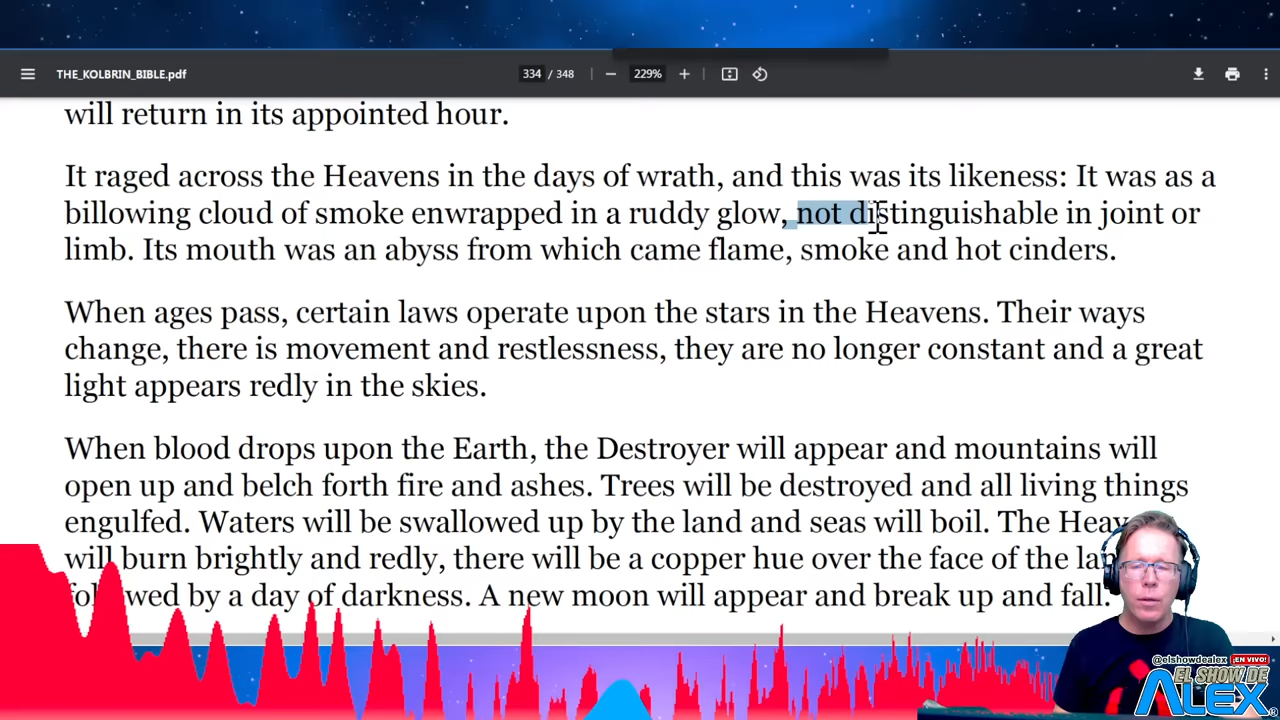 THE_KOLBRIN_BIBLE.pdf
334 / 348
229%
will return in its appointed hour.
It raged across the Heavens in the days of wrath, and this was its likeness: It was as a
billowing cloud of smoke enwrapped in a ruddy glow, not distinguishable in joint or
limb. Its mouth was an abyss from which came flame, smoke and hot cinders.
When ages pass, certain laws operate upon the stars in the Heavens. Their ways
change, there is movement and restlessness, they are no longer constant and a great
light appears redly in the skies.
When blood drops upon the Earth, the Destroyer will appear and mountains will
open up and belch forth fire and ashes. Trees will be destroyed and all living things
engulfed. Waters will be swallowed up by the land and seas will boil. The
will burn brightly and redly, there will be a copper hue over the face of the
by a day of darkness. A new moon will appear and break up and fall.
@elshowdealex ¡EN VIVO!
EL SHOW DE
ALEX